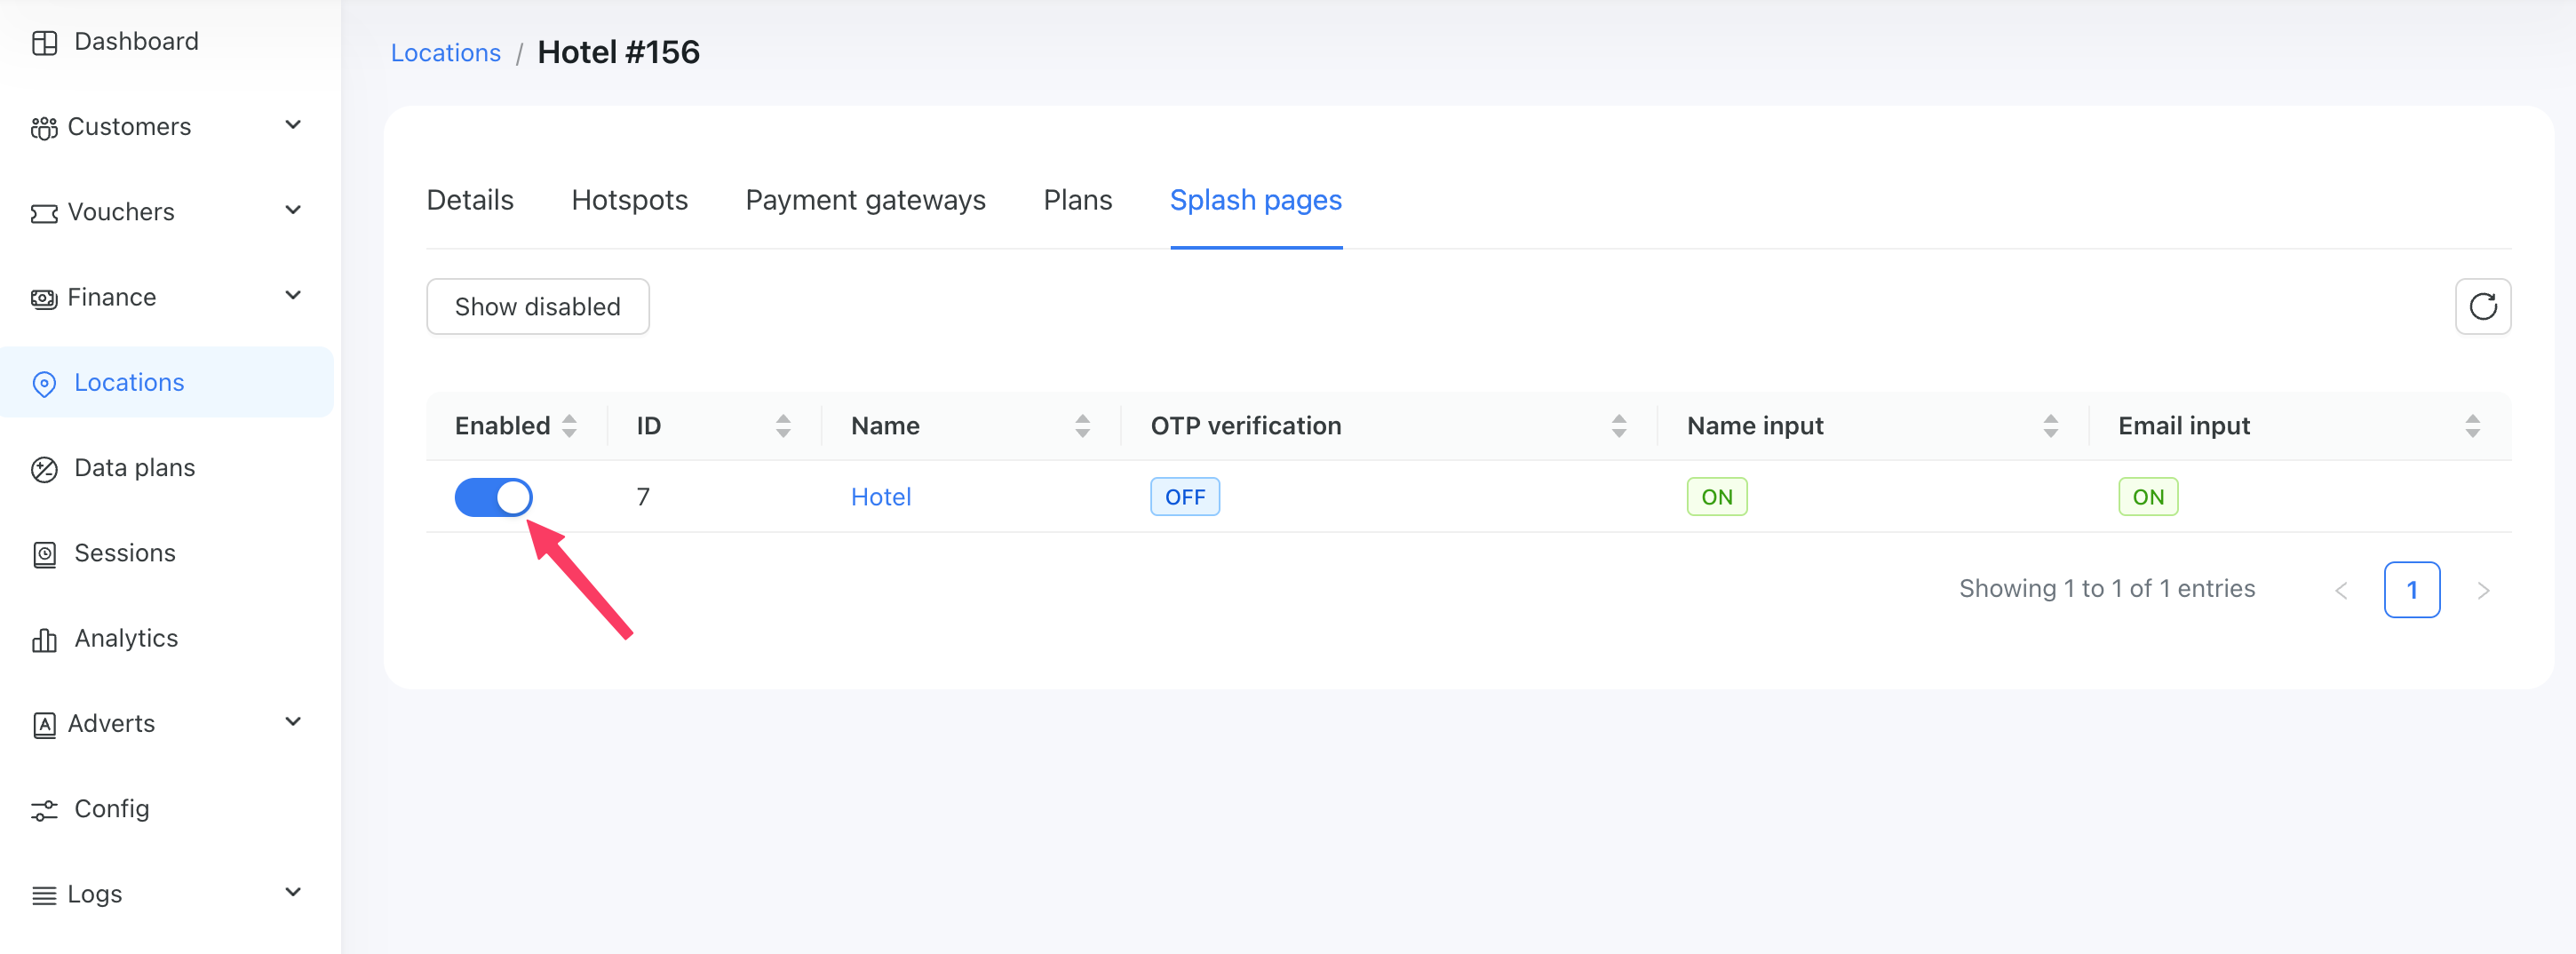 Dashboard
Customers
Vouchers
Finance
Locations
Data plans
Sessions
Analytics
Adverts
Config
Logs
Locations / Hotel #156
Details Hotspots Payment gateways Plans Splash pages
Show disabled
Enabled ID Name OTP verification Name input Email input
7 Hotel OFF ON ON
Showing 1 to 1 of 1 entries < 1 >